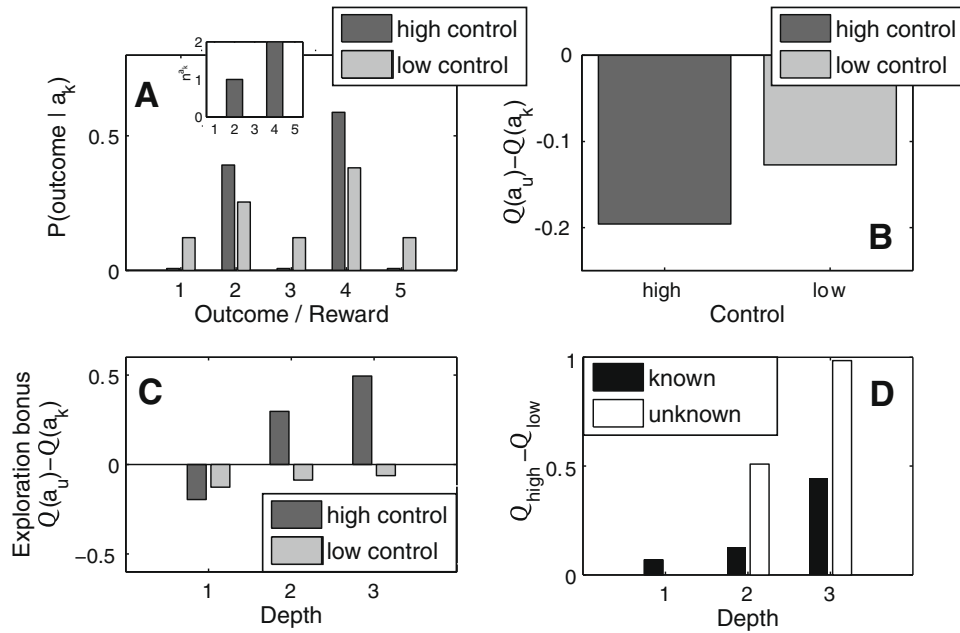 A
high control
low control
2
1
0
n^{a_k}
1 2 3 4 5
0.5
0
P(outcome | a_k)
1 2 3 4 5
Outcome / Reward
high control
low control
0
-0.1
-0.2
Q(a_u)−Q(a_k)
B
high low
Control
C
0.5
0
−0.5
Exploration bonus
Q(a_u)−Q(a_k)
high control
low control
1 2 3
Depth
known
unknown
D
1
0.5
0
Q_high−Q_low
1 2 3
Depth